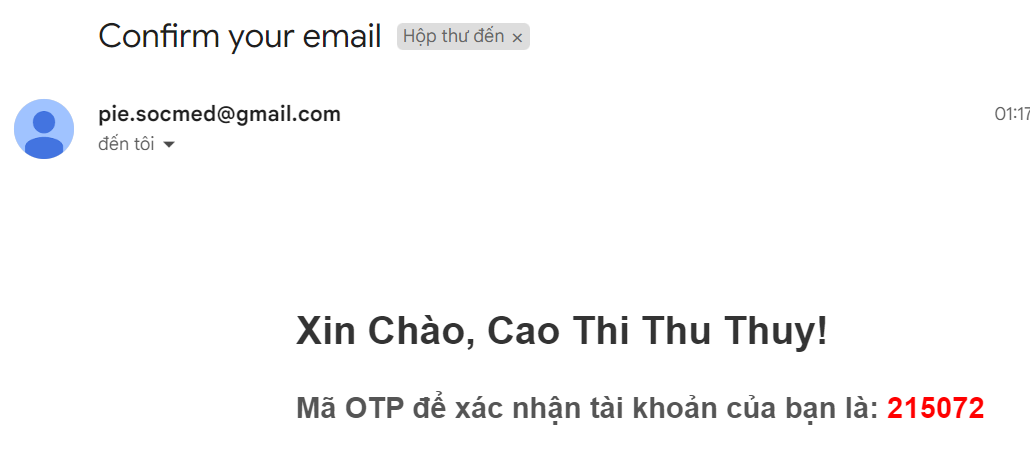 Confirm your email Hộp thư đến ×
pie.socmed@gmail.com 01:17
đến tôi
Xin Chào, Cao Thi Thu Thuy!
Mã OTP để xác nhận tài khoản của bạn là: 215072